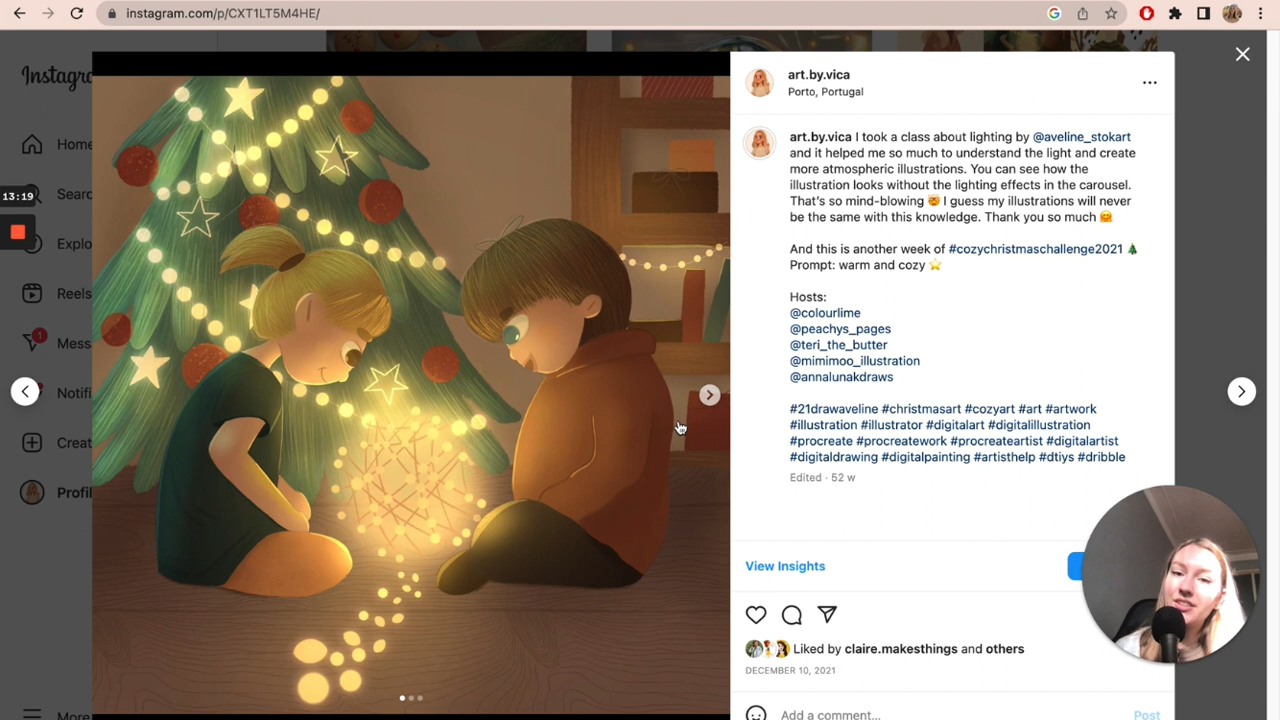 instagram.com/p/CXT1LT5M4HE/
Instagra
Home
Searc
13:19
Explo
Reels
1
Mess
Notifi
Creat
Profil
More
art.by.vica
Porto, Portugal
art.by.vica I took a class about lighting by @aveline_stokart
and it helped me so much to understand the light and create
more atmospheric illustrations. You can see how the
illustration looks without the lighting effects in the carousel.
That's so mind-blowing 🤯 I guess my illustrations will never
be the same with this knowledge. Thank you so much 🤗
And this is another week of #cozychristmaschallenge2021 🎄
Prompt: warm and cozy ⭐
Hosts:
@colourlime
@peachys_pages
@teri_the_butter
@mimimoo_illustration
@annalunakdraws
#21drawaveline #christmasart #cozyart #art #artwork
#illustration #illustrator #digitalart #digitalillustration
#procreate #procreatework #procreateartist #digitalartist
#digitaldrawing #digitalpainting #artisthelp #dtiys #dribble
Edited · 52 w
View Insights
Liked by claire.makesthings and others
DECEMBER 10, 2021
Add a comment...
Post